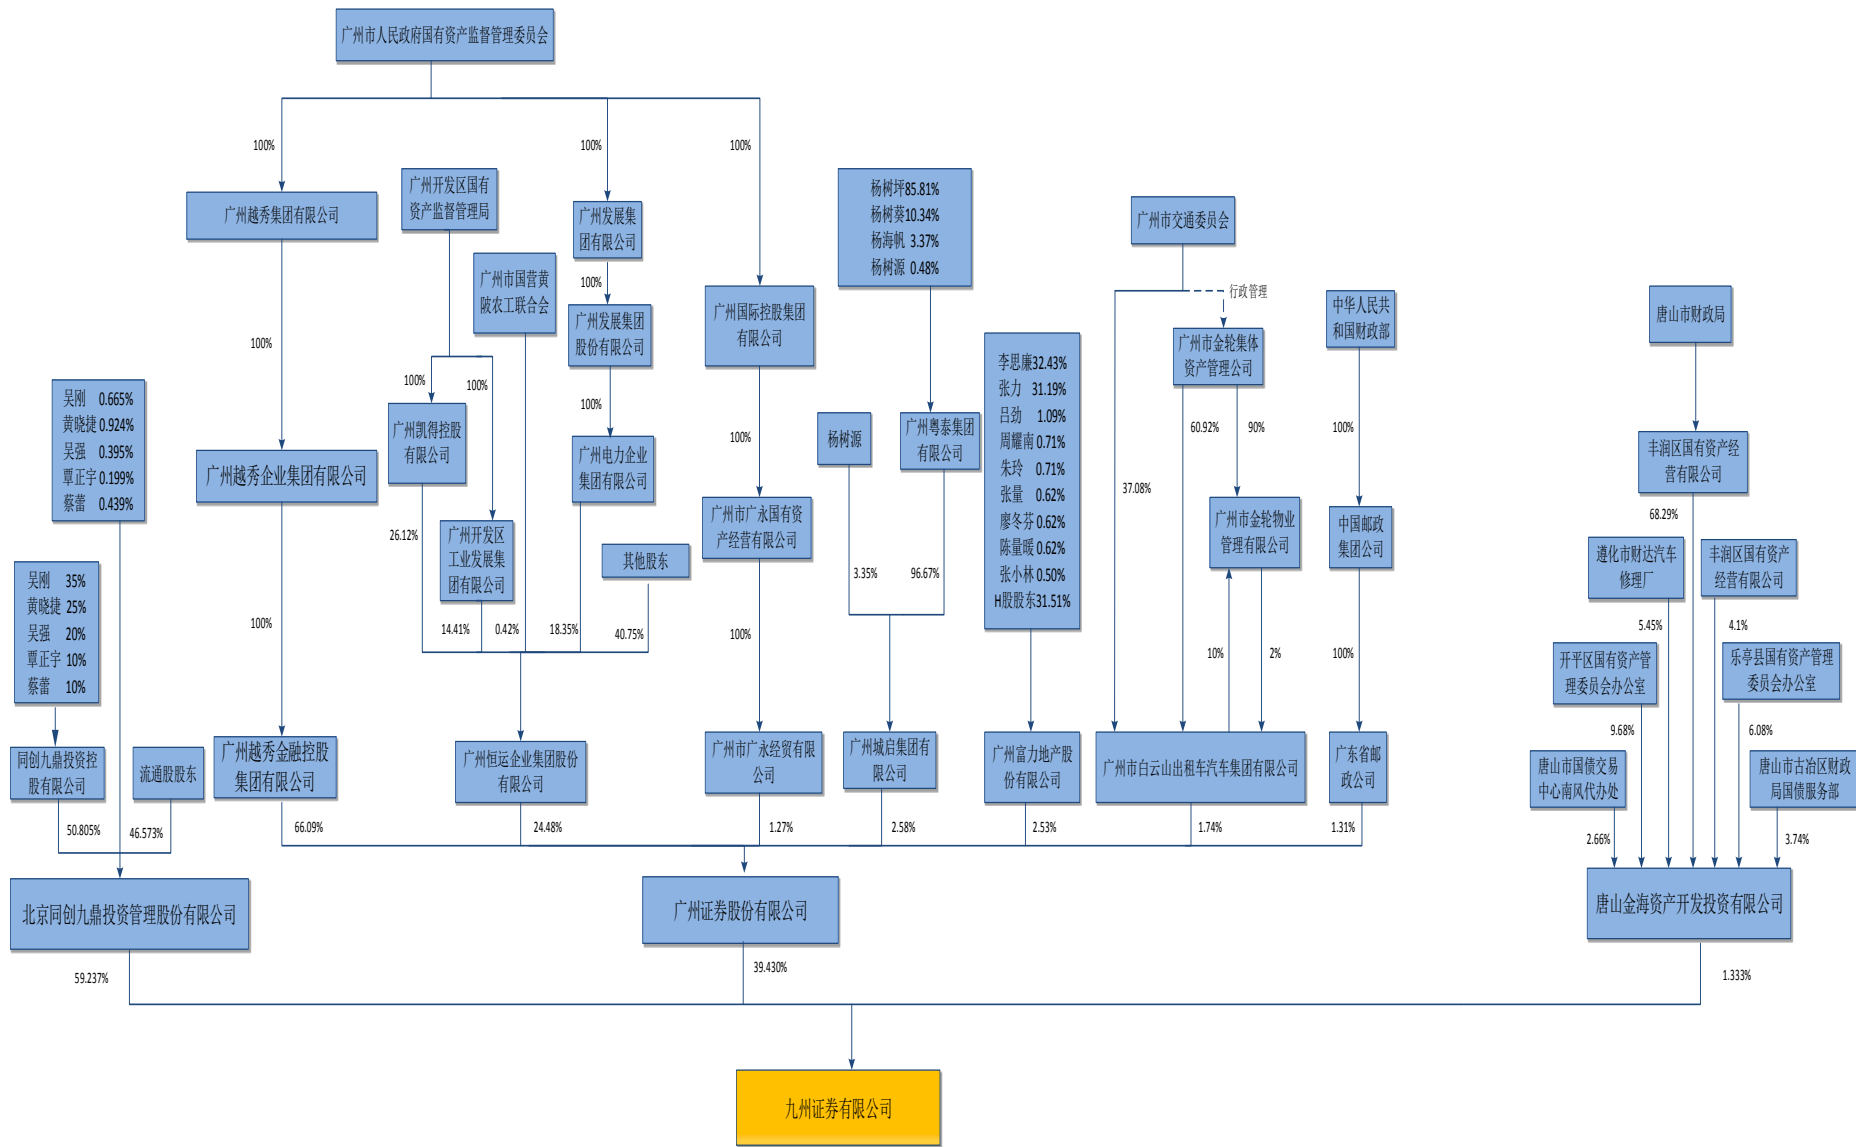 广州市人民政府国有资产监督管理委员会
100%
100%
100%
广州越秀集团有限公司
广州开发区国有
资产监督管理局
广州发展集
团有限公司
杨树坪85.81%
杨树葵10.34%
杨海帆 3.37%
杨树源 0.48%
广州市交通委员会
广州市国营黄
陂农工联合会
100%
广州发展集团
股份有限公司
广州国际控股集团
有限公司
行政管理
广州市金轮集体
资产管理公司
中华人民共
和国财政部
唐山市财政局
100%
100%
100%
100%
李思廉32.43%
张力 31.19%
吕劲 1.09%
周耀南0.71%
朱玲 0.71%
张量 0.62%
廖冬芬0.62%
陈量暖0.62%
张小林0.50%
H股股东31.51%
吴刚 0.665%
黄晓捷0.924%
吴强 0.395%
覃正宇0.199%
蔡蕾 0.439%
广州凯得控股
有限公司
广州越秀企业集团有限公司
广州电力企业
集团有限公司
100%
杨树源
广州粤泰集团
有限公司
60.92%
90%
100%
丰润区国有资产经
营有限公司
37.08%
广州市广永国有资
产经营有限公司
广州市金轮物业
管理有限公司
中国邮政
集团公司
68.29%
26.12%
广州开发区
工业发展集
团有限公司
其他股东
遵化市财达汽车
修理厂
丰润区国有资产
经营有限公司
3.35%
96.67%
吴刚 35%
黄晓捷 25%
吴强 20%
覃正宇 10%
蔡蕾 10%
100%
14.41%
0.42%
18.35%
40.75%
100%
10%
2%
100%
5.45%
4.1%
开平区国有资产管
理委员会办公室
乐亭县国有资产管理
委员会办公室
9.68%
6.08%
同创九鼎投资控
股有限公司
流通股股东
广州越秀金融控股
集团有限公司
广州恒运企业集团股份
有限公司
广州市广永经贸有限
公司
广州城启集团有
限公司
广州富力地产股
份有限公司
广州市白云山出租车汽车集团有限公司
广东省邮
政公司
唐山市国债交易
中心南风代办处
唐山市古冶区财政
局国债服务部
50.805%
46.573%
66.09%
24.48%
1.27%
2.58%
2.53%
1.74%
1.31%
2.66%
3.74%
北京同创九鼎投资管理股份有限公司
广州证券股份有限公司
唐山金海资产开发投资有限公司
59.237%
39.430%
1.333%
九州证券有限公司